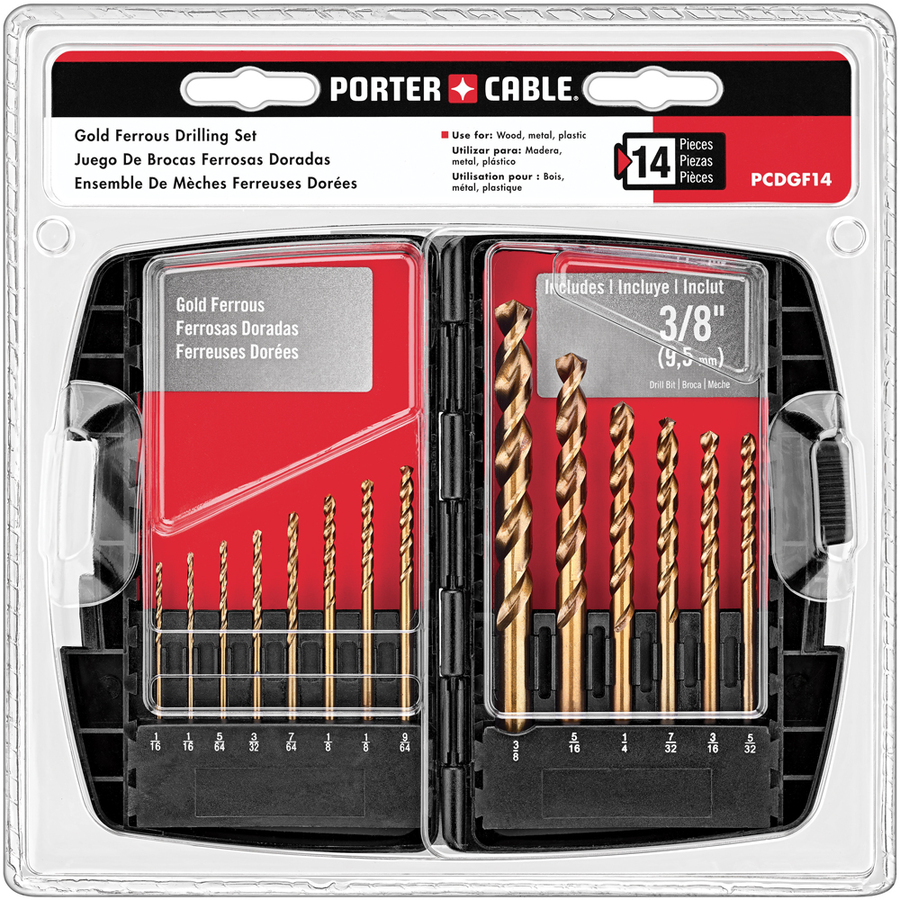 PORTER CABLE®
Gold Ferrous Drilling Set
Juego De Brocas Ferrosas Doradas
Ensemble De Mèches Ferreuses Dorées
Use for: Wood, metal, plastic
Utilizar para: Madera,
metal, plástico
Utilisation pour : Bois,
métal, plastique
14
Pieces
Piezas
Pièces
PCDGF14
Gold Ferrous
Ferrosas Doradas
Ferreuses Dorées
Includes | Incluye | Inclut
3/8"
(9,5 mm)
Drill Bit | Broca | Mèche
1/16 1/16 5/64 3/32 7/64 1/8 1/8 9/64
3/8 5/16 1/4 7/32 3/16 5/32